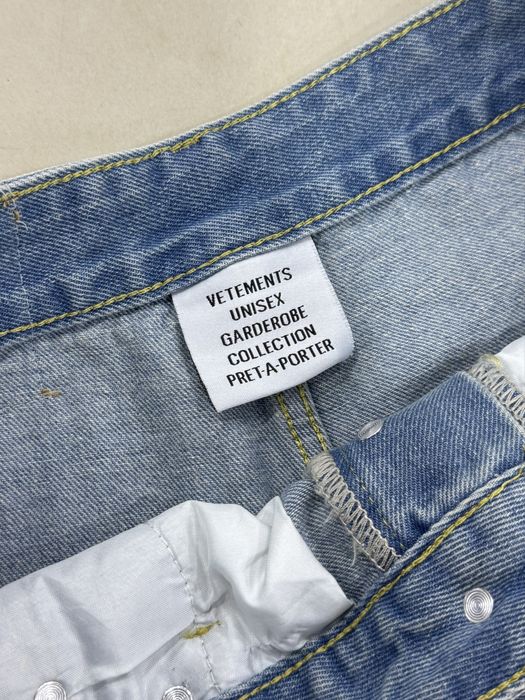 VETEMENTS
UNISEX
GARDEROBE
COLLECTION
PRET-A-PORTER